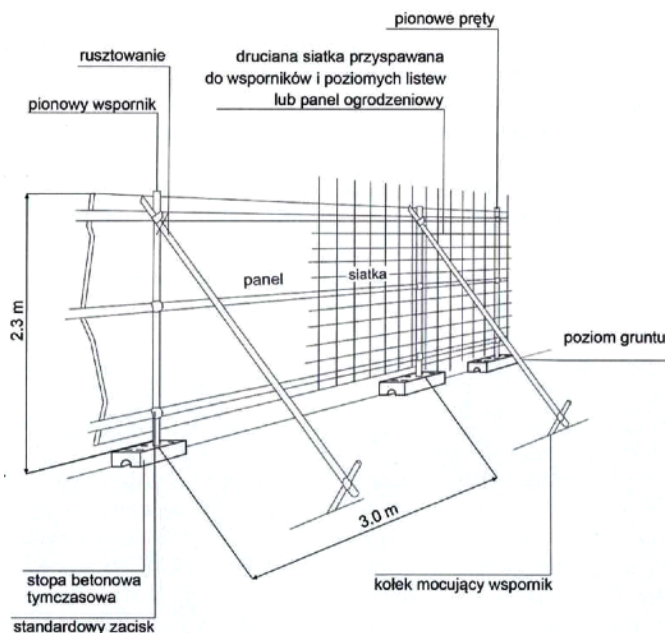 pionowe pręty
rusztowanie
druciana siatka przyspawana
do wsporników i poziomych listew
lub panel ogrodzeniowy
pionowy wspornik
panel
siatka
2.3 m
poziom gruntu
3.0 m
stopa betonowa
tymczasowa
kołek mocujący wspornik
standardowy zacisk